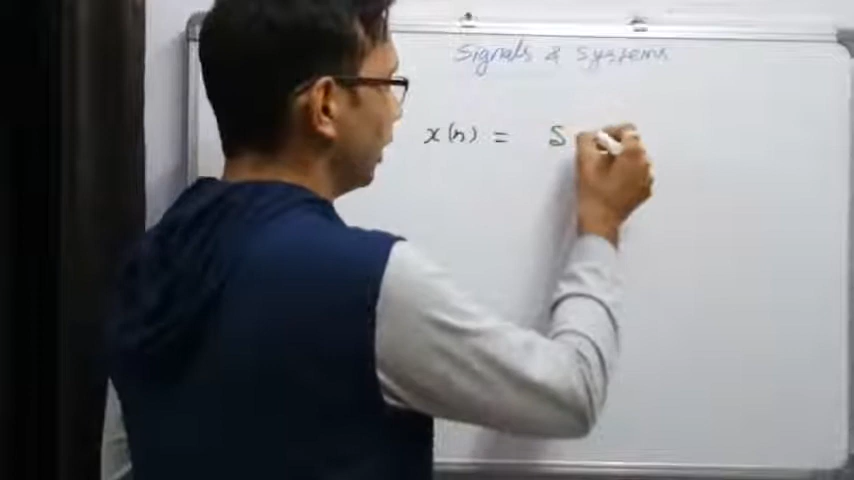 Signals & Systems
x(n) = S